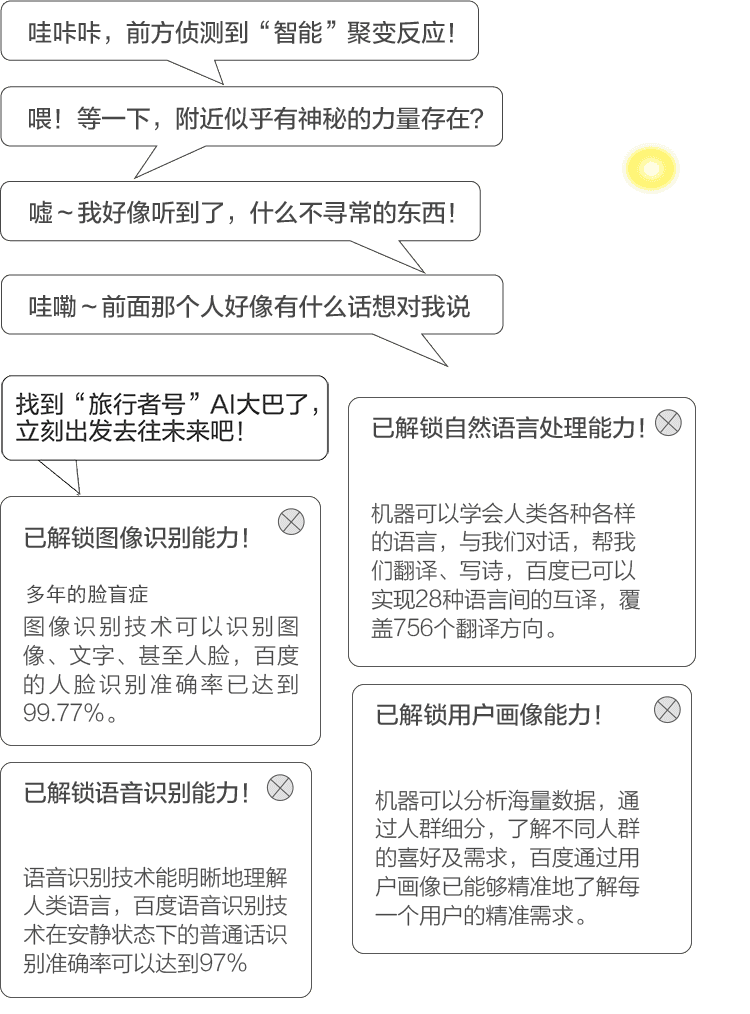 哇咔咔，前方侦测到“智能”聚变反应！
喂！等一下，附近似乎有神秘的力量存在？
嘘～我好像听到了，什么不寻常的东西！
哇嘞～前面那个人好像有什么话想对我说
找到“旅行者号”AI大巴了，
立刻出发去往未来吧！
已解锁图像识别能力！
多年的脸盲症
图像识别技术可以识别图
像、文字、甚至人脸，百度
的人脸识别准确率已达到
99.77%。
已解锁语音识别能力！
语音识别技术能明晰地理解
人类语言，百度语音识别技
术在安静状态下的普通话识
别准确率可以达到97%
已解锁自然语言处理能力！
机器可以学会人类各种各样
的语言，与我们对话，帮我
们翻译、写诗，百度已可以
实现28种语言间的互译，覆
盖756个翻译方向。
已解锁用户画像能力！
机器可以分析海量数据，通
过人群细分，了解不同人群
的喜好及需求，百度通过用
户画像已能够精准地了解每
一个用户的精准需求。